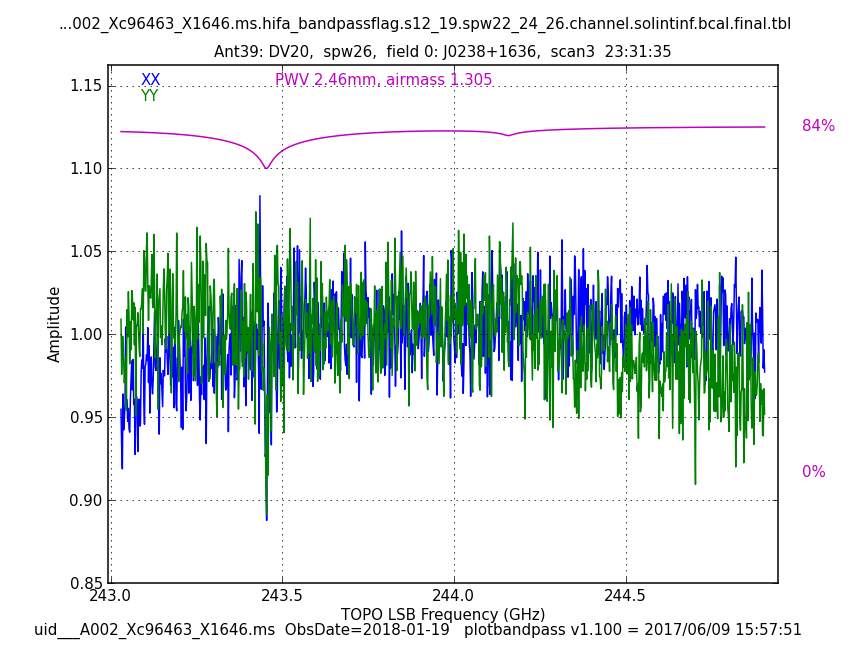 ...002_Xc96463_X1646.ms.hifa_bandpassflag.s12_19.spw22_24_26.channel.solintinf.bcal.final.tbl
Ant39: DV20,  spw26,  field 0: J0238+1636,  scan3  23:31:35
XX
YY
PWV 2.46mm, airmass 1.305
84%
0%
1.15
1.10
1.05
1.00
0.95
0.90
0.85
Amplitude
243.0
243.5
244.0
244.5
TOPO LSB Frequency (GHz)
uid___A002_Xc96463_X1646.ms  ObsDate=2018-01-19   plotbandpass v1.100 = 2017/06/09 15:57:51